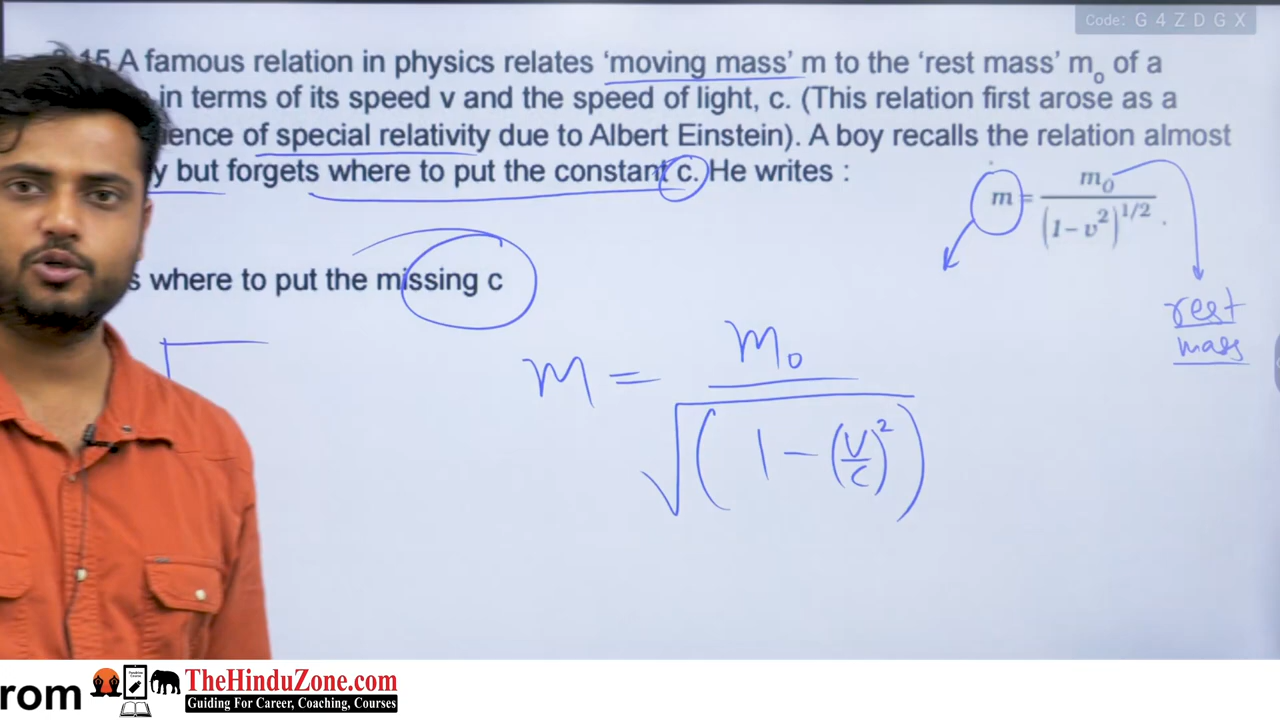 Code: G 4 Z D G X
15 A famous relation in physics relates ‘moving mass’ m to the ‘rest mass’ m₀ of a
in terms of its speed v and the speed of light, c. (This relation first arose as a
ence of special relativity due to Albert Einstein). A boy recalls the relation almost
y but forgets where to put the constant c. He writes :
m = m₀ / (1 – v²)^1/2 .
s where to put the missing c
rest
mass
m = m₀ / √(1 – (v/c)²)
rom
TheHinduZone.com
Guiding For Career, Coaching, Courses